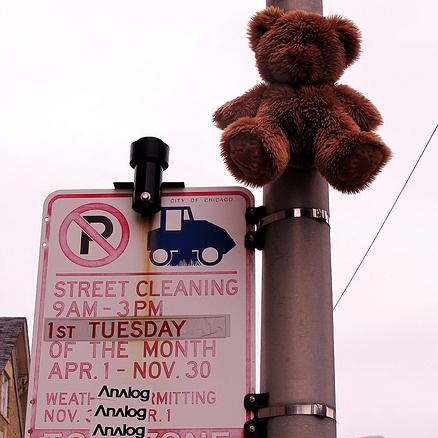 CITY OF CHICAGO
P
STREET CLEANING
9AM - 3PM
1ST TUESDAY
OF THE MONTH
APR. 1 - NOV. 30
WEATH RMITTING
Analog
NOV. R. 1
Analog
Analog
ZONE